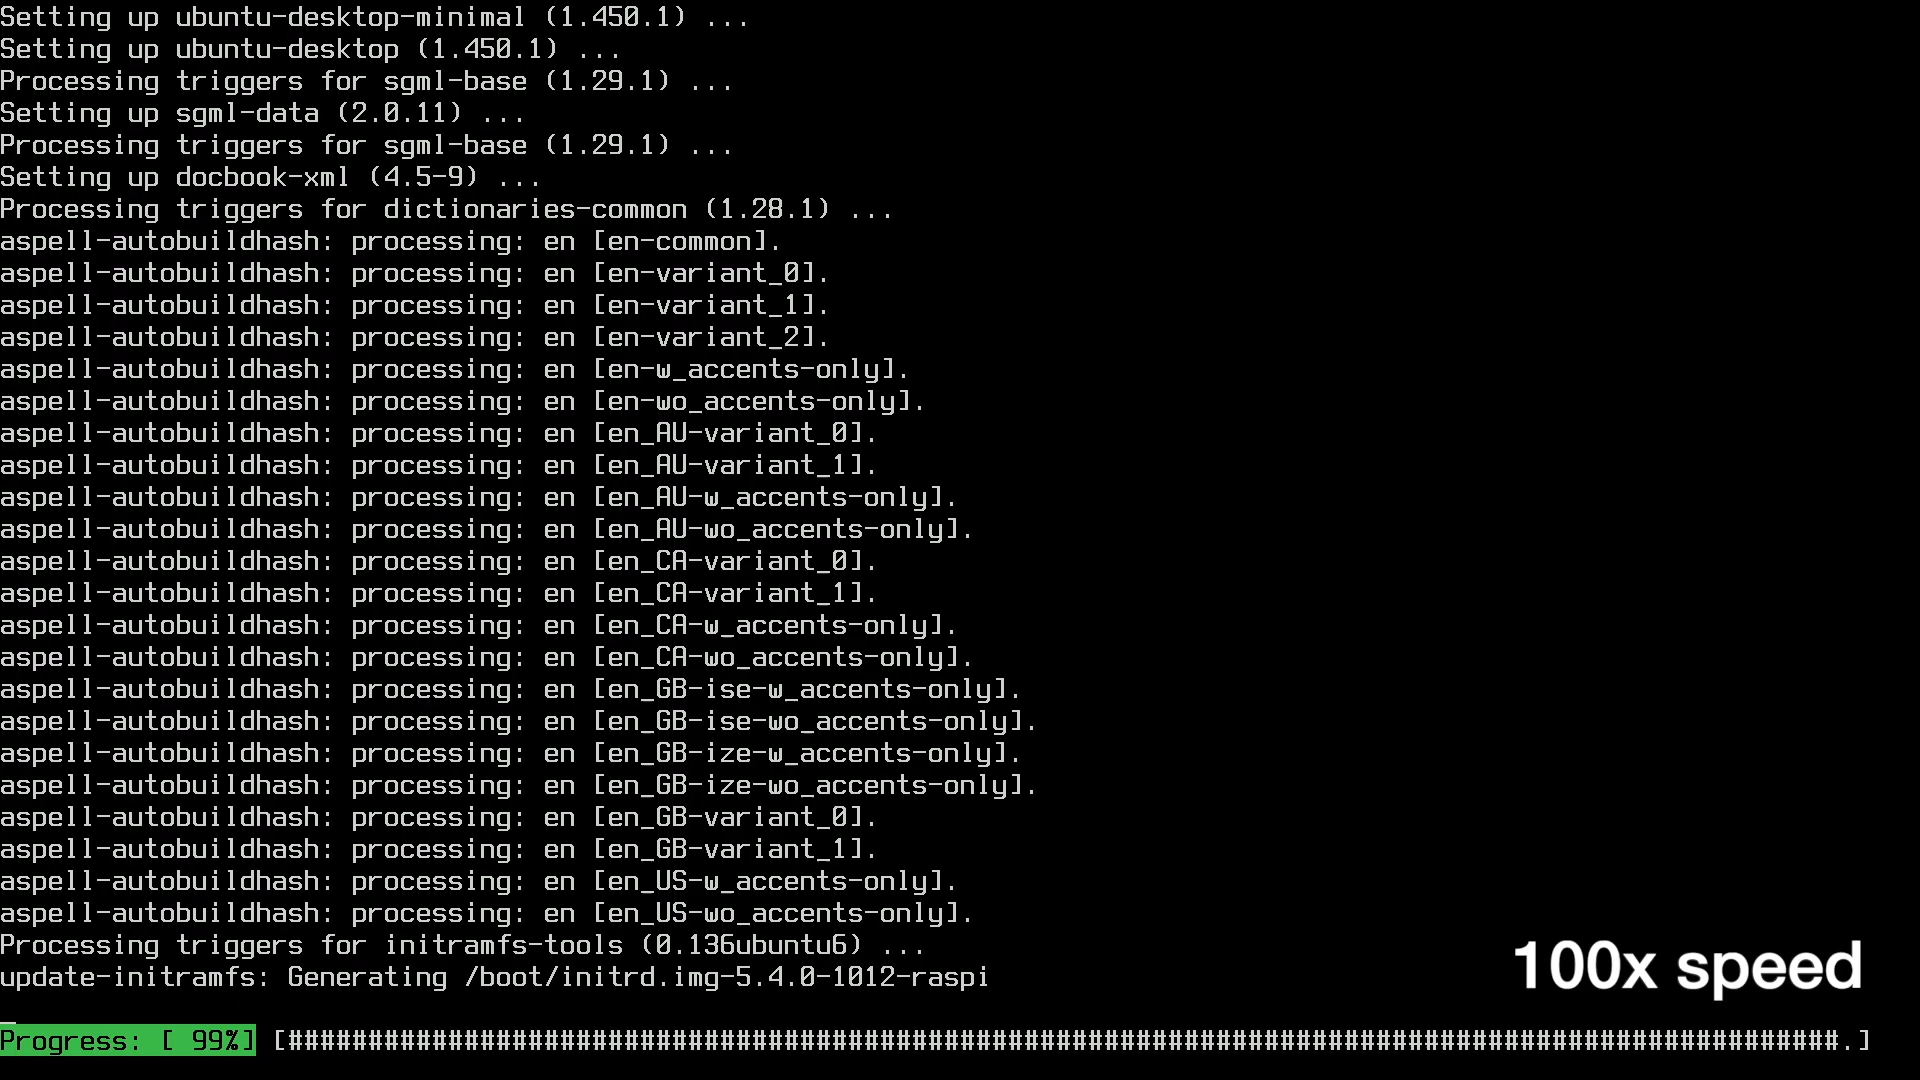 Setting up ubuntu-desktop-minimal (1.450.1) ...
Setting up ubuntu-desktop (1.450.1) ...
Processing triggers for sgml-base (1.29.1) ...
Setting up sgml-data (2.0.11) ...
Processing triggers for sgml-base (1.29.1) ...
Setting up docbook-xml (4.5-9) ...
Processing triggers for dictionaries-common (1.28.1) ...
aspell-autobuildhash: processing: en [en-common].
aspell-autobuildhash: processing: en [en-variant_0].
aspell-autobuildhash: processing: en [en-variant_1].
aspell-autobuildhash: processing: en [en-variant_2].
aspell-autobuildhash: processing: en [en-w_accents-only].
aspell-autobuildhash: processing: en [en-wo_accents-only].
aspell-autobuildhash: processing: en [en_AU-variant_0].
aspell-autobuildhash: processing: en [en_AU-variant_1].
aspell-autobuildhash: processing: en [en_AU-w_accents-only].
aspell-autobuildhash: processing: en [en_AU-wo_accents-only].
aspell-autobuildhash: processing: en [en_CA-variant_0].
aspell-autobuildhash: processing: en [en_CA-variant_1].
aspell-autobuildhash: processing: en [en_CA-w_accents-only].
aspell-autobuildhash: processing: en [en_CA-wo_accents-only].
aspell-autobuildhash: processing: en [en_GB-ise-w_accents-only].
aspell-autobuildhash: processing: en [en_GB-ise-wo_accents-only].
aspell-autobuildhash: processing: en [en_GB-ize-w_accents-only].
aspell-autobuildhash: processing: en [en_GB-ize-wo_accents-only].
aspell-autobuildhash: processing: en [en_GB-variant_0].
aspell-autobuildhash: processing: en [en_GB-variant_1].
aspell-autobuildhash: processing: en [en_US-w_accents-only].
aspell-autobuildhash: processing: en [en_US-wo_accents-only].
Processing triggers for initramfs-tools (0.136ubuntu6) ...
update-initramfs: Generating /boot/initrd.img-5.4.0-1012-raspi
100x speed
Progress: [ 99%] [#################################################################################################.]